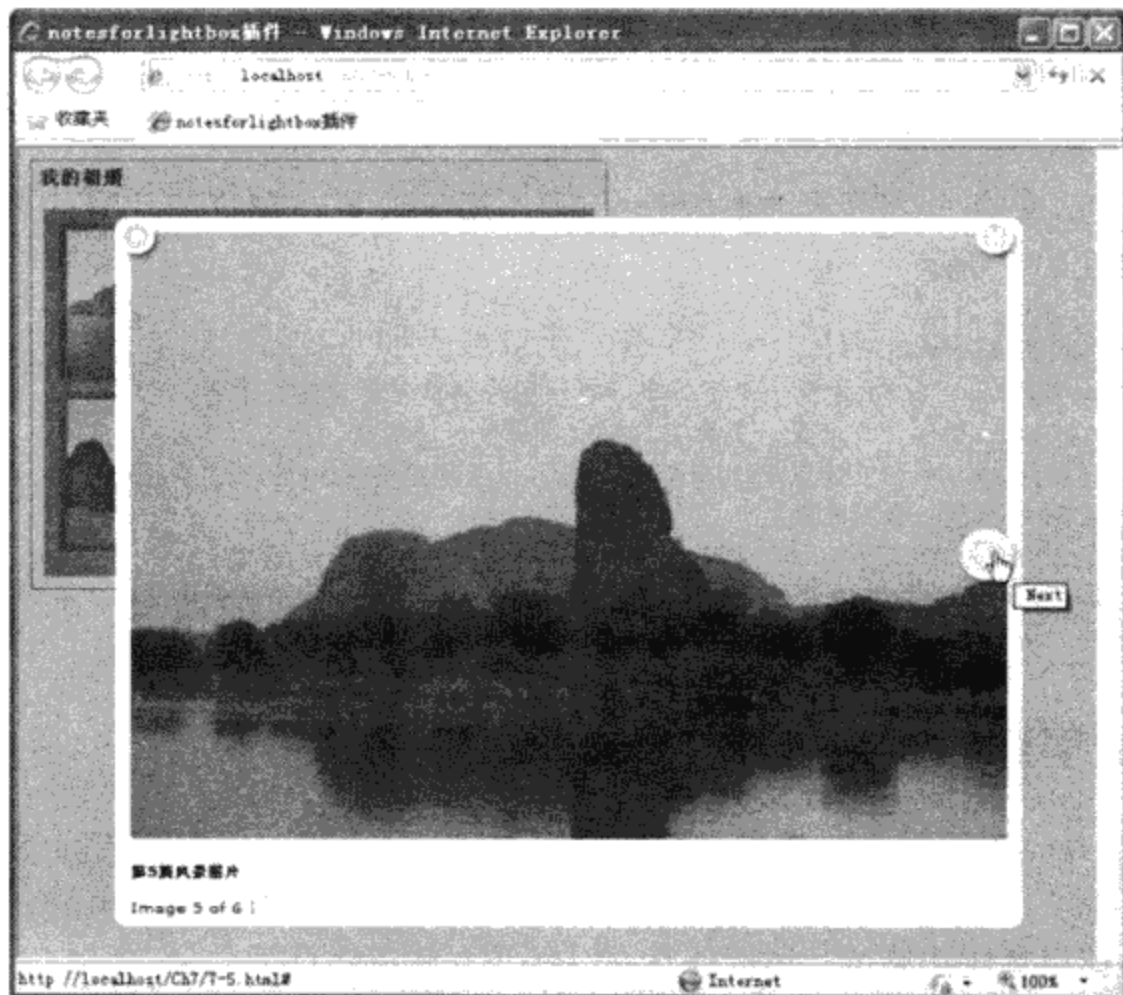 notesforlightbox插件 - Windows Internet Explorer
localhost
收藏夹
notesforlightbox插件
我的相册
Next
第5篇风景图片
Image 5 of 6
http://localhost/Ch7/7-5.html#
Internet
100%